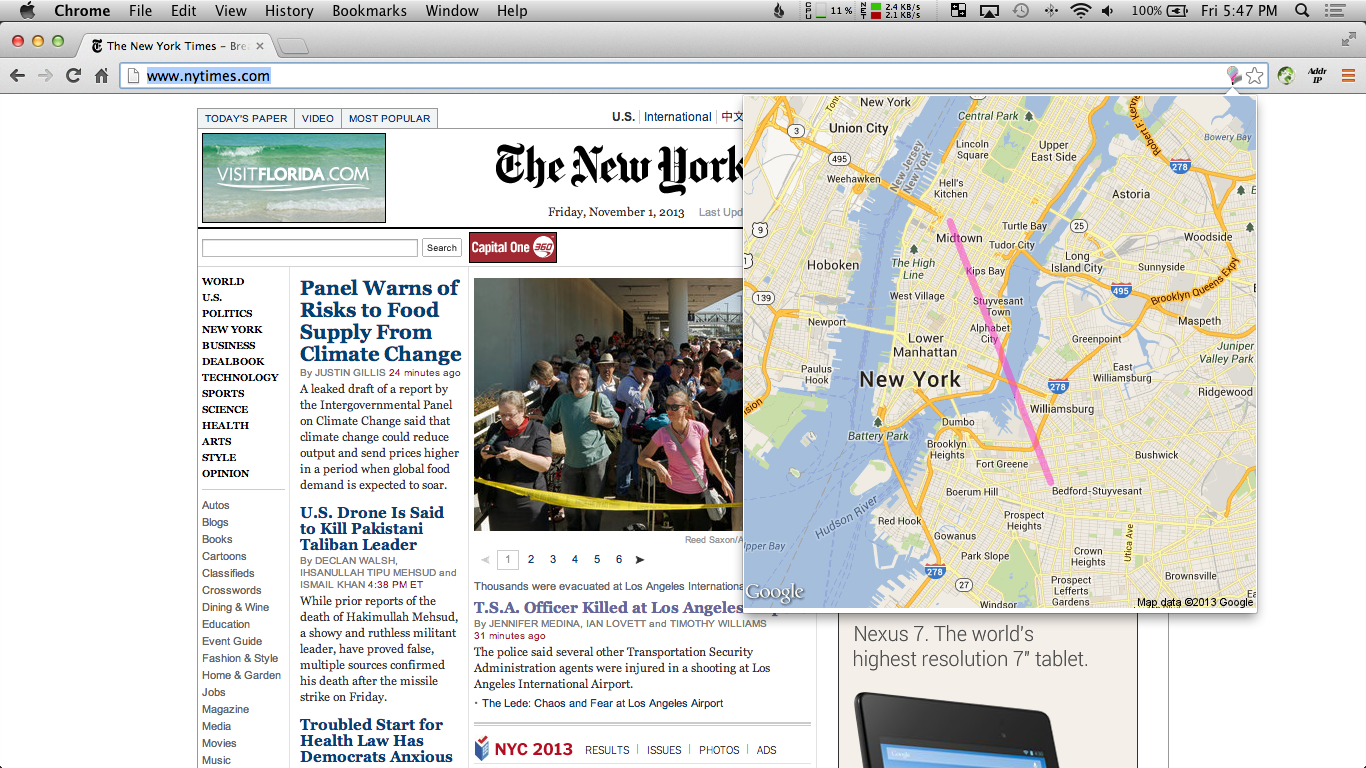 Chrome File Edit View History Bookmarks Window Help
CPU 11% NET 2.4 KB/s
2.1 KB/s
100% Fri 5:47 PM
The New York Times – Brea
www.nytimes.com
Addr
IP
TODAY'S PAPER VIDEO MOST POPULAR
U.S. International 中文
VISITFLORIDA.COM
The New York
Friday, November 1, 2013 Last Upd
Search
Capital One 360
WORLD
U.S.
POLITICS
NEW YORK
BUSINESS
DEALBOOK
TECHNOLOGY
SPORTS
SCIENCE
HEALTH
ARTS
STYLE
OPINION
Autos
Blogs
Books
Cartoons
Classifieds
Crosswords
Dining & Wine
Education
Event Guide
Fashion & Style
Home & Garden
Jobs
Magazine
Media
Movies
Music
Panel Warns of
Risks to Food
Supply From
Climate Change
By JUSTIN GILLIS 24 minutes ago
A leaked draft of a report by
the Intergovernmental Panel
on Climate Change said that
climate change could reduce
output and send prices higher
in a period when global food
demand is expected to soar.
U.S. Drone Is Said
to Kill Pakistani
Taliban Leader
By DECLAN WALSH,
IHSANULLAH TIPU MEHSUD and
ISMAIL KHAN 4:38 PM ET
While prior reports of the
death of Hakimullah Mehsud,
a showy and ruthless militant
leader, have proved false,
multiple sources confirmed
his death after the missile
strike on Friday.
Troubled Start for
Health Law Has
Democrats Anxious
Reed Saxon/A
1 2 3 4 5 6
Thousands were evacuated at Los Angeles International
T.S.A. Officer Killed at Los Angeles
By JENNIFER MEDINA, IAN LOVETT and TIMOTHY WILLIAMS
31 minutes ago
The police said several other Transportation Security
Administration agents were injured in a shooting at Los
Angeles International Airport.
• The Lede: Chaos and Fear at Los Angeles Airport
NYC 2013 RESULTS ISSUES PHOTOS ADS
New York
Central Park
Robert F. Kenn
Bowery Bay
3
Union City
Lincoln
Square
Upper
East Side
495
278
New Jersey
New York
Weehawken
Hell's
Kitchen
Astoria
9
Turtle Bay
25
Midtown
Tudor City
Woodside
Hoboken
The High
Line
Kips Bay
Long
Island City
Sunnyside
1
139
West Village
Stuyvesant
Town
495
Brooklyn Queens Expy
Newport
Alphabet
City
Maspeth
Lower
Manhattan
Greenpoint
Juniper
Valley Park
Paulus
Hook
New York
278
East
Williamsburg
Ridgewood
Williamsburg
Battery Park
Dumbo
Brooklyn
Heights
Fort Greene
Bushwick
Boerum Hill
Bedford-Stuyvesant
Hudson River
Red Hook
Prospect
Heights
Utica Ave
Upper Bay
Gowanus
Park Slope
Crown
Heights
278
27
Prospect
Lefferts
Gardens
Brownsville
Windsor
Google
Map data ©2013 Google
Nexus 7. The world's
highest resolution 7" tablet.